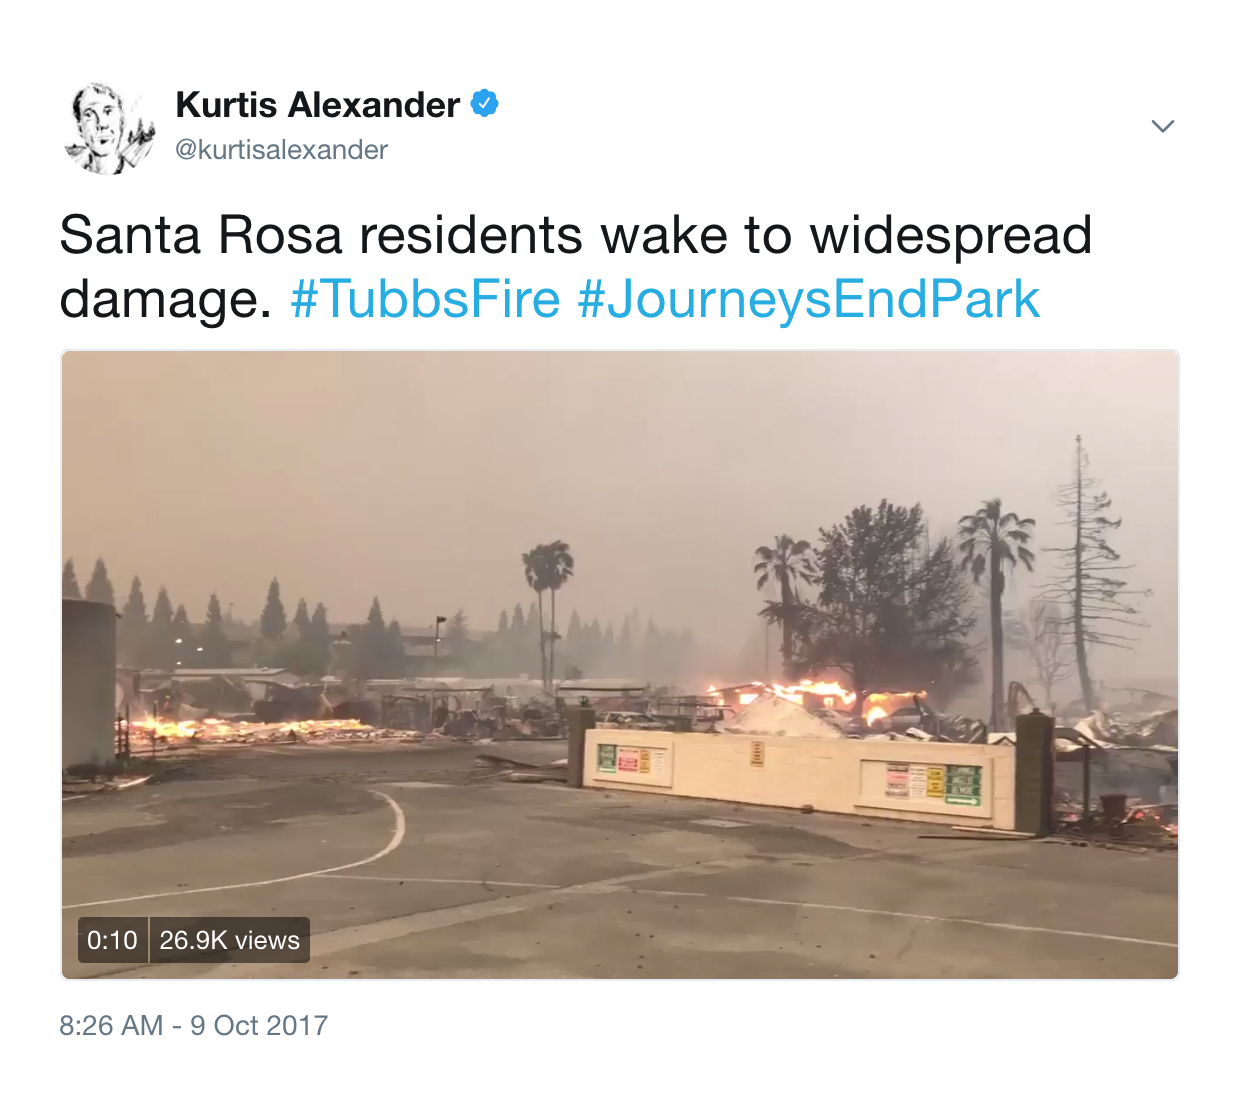 Kurtis Alexander
@kurtisalexander
Santa Rosa residents wake to widespread
damage. #TubbsFire #JourneysEndPark
0:10 26.9K views
8:26 AM - 9 Oct 2017